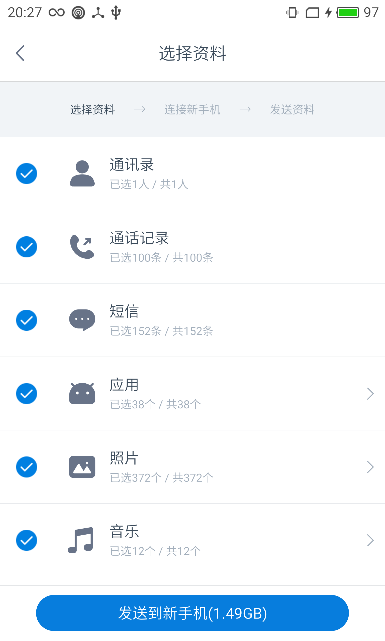 20:27
97
选择资料
选择资料
连接新手机
发送资料
通讯录
已选1人 / 共1人
通话记录
已选100条 / 共100条
短信
已选152条 / 共152条
应用
已选38个 / 共38个
照片
已选372个 / 共372个
音乐
已选12个 / 共12个
发送到新手机(1.49GB)